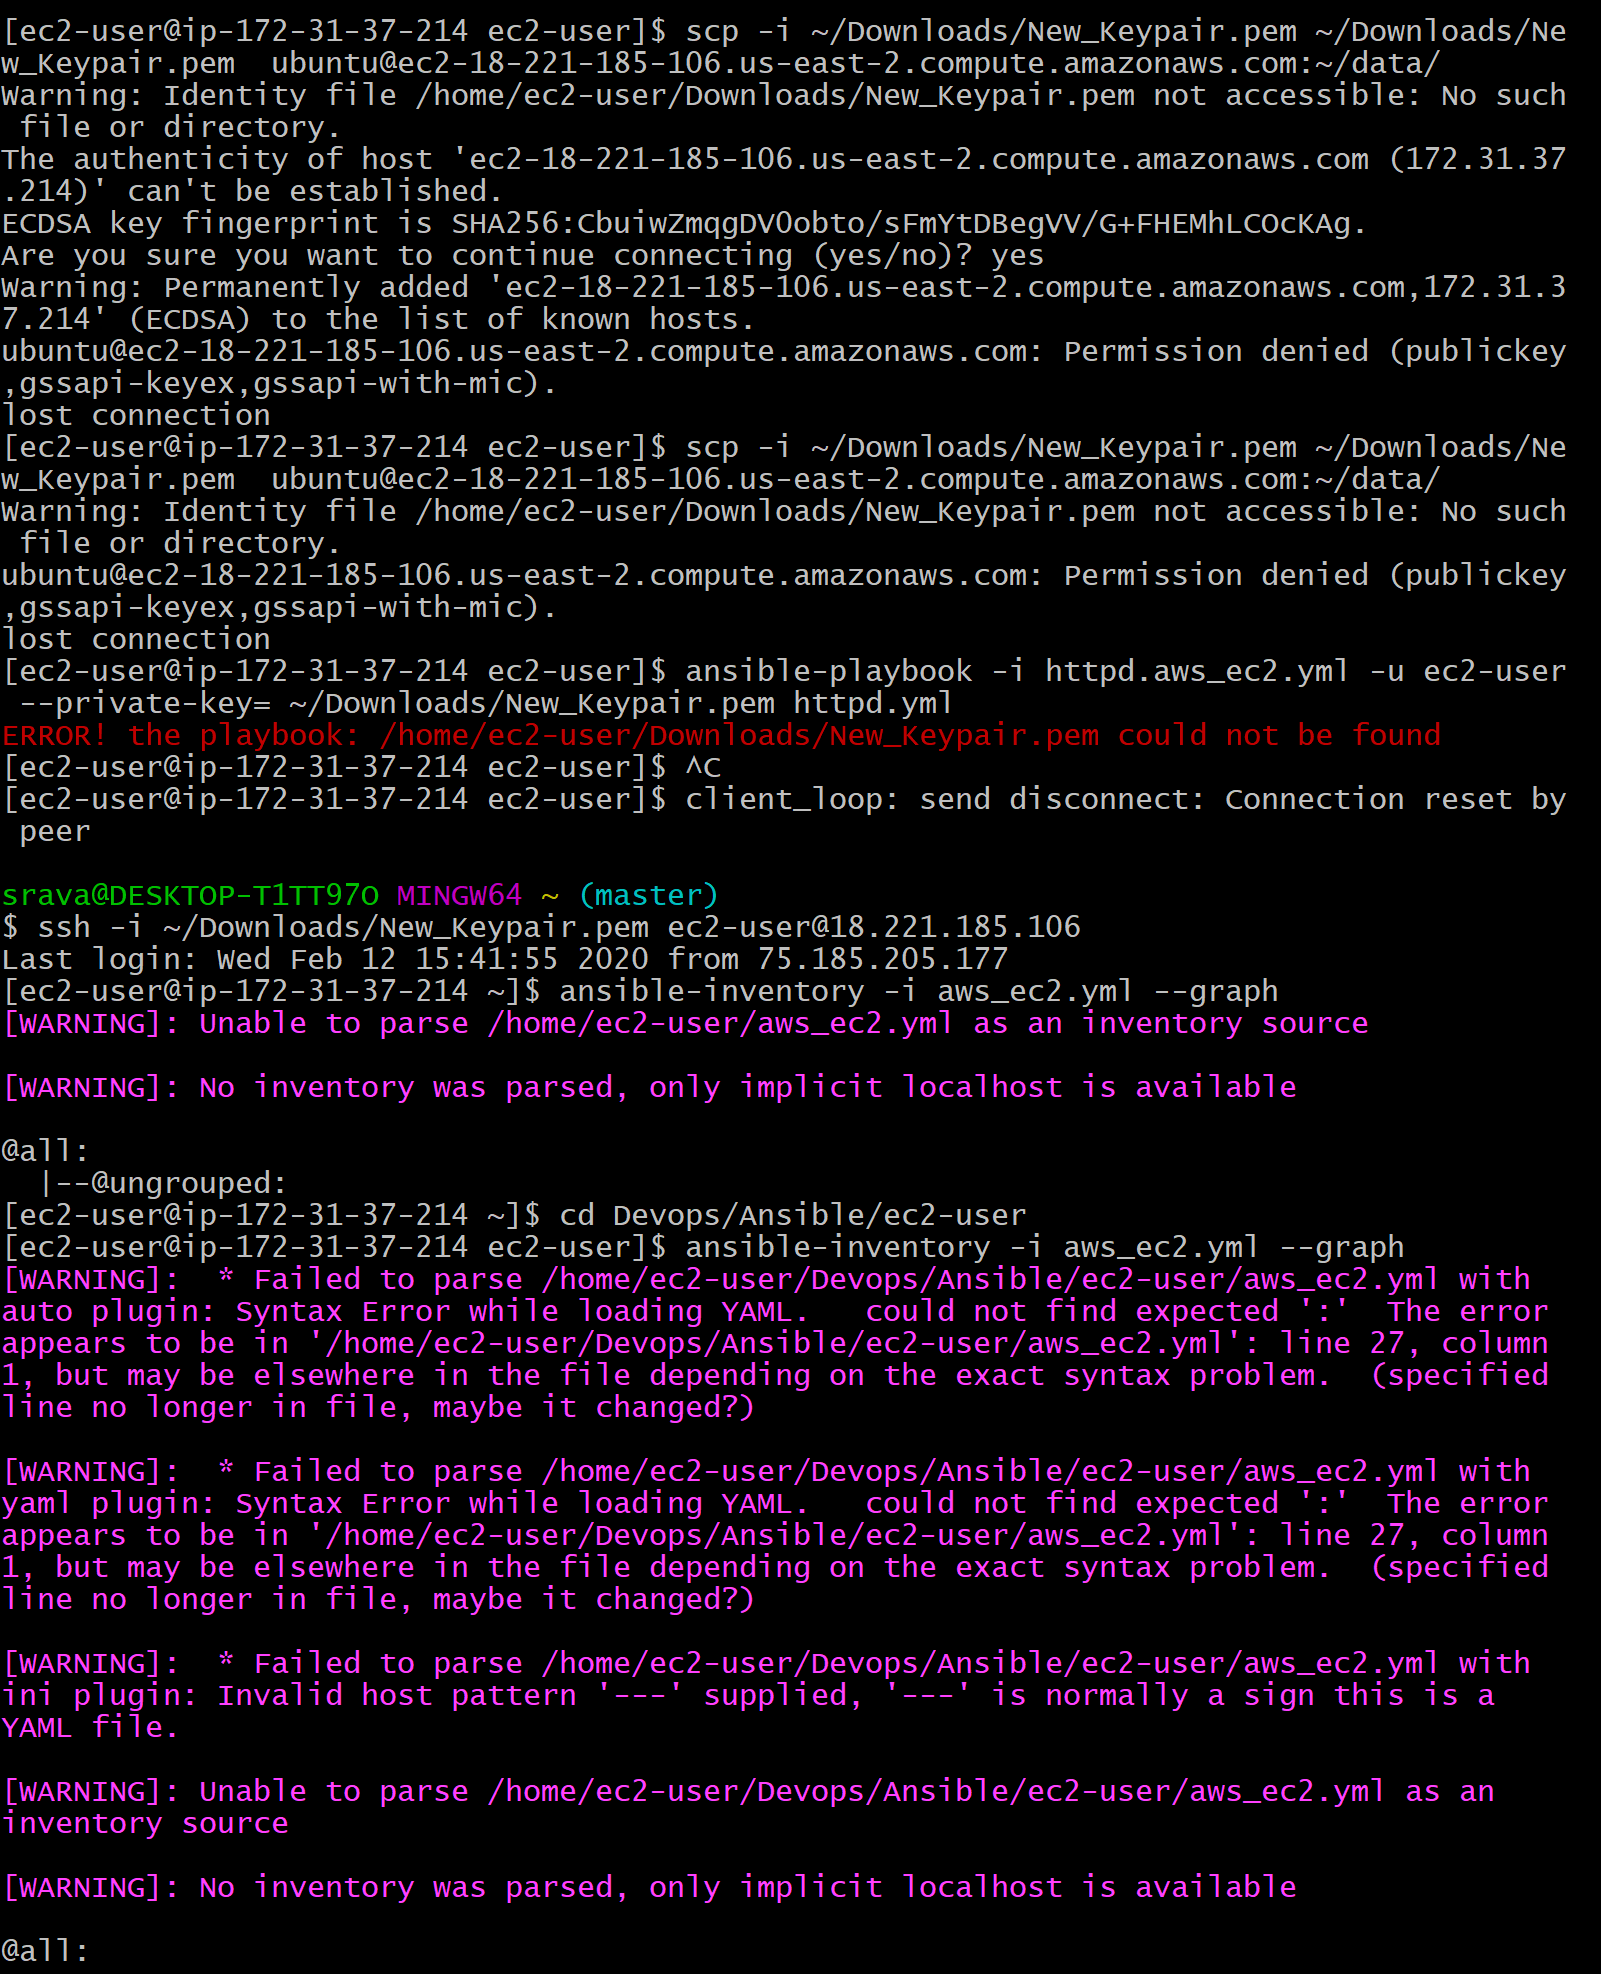 [ec2-user@ip-172-31-37-214 ec2-user]$ scp -i ~/Downloads/New_Keypair.pem ~/Downloads/Ne
w_Keypair.pem  ubuntu@ec2-18-221-185-106.us-east-2.compute.amazonaws.com:~/data/
Warning: Identity file /home/ec2-user/Downloads/New_Keypair.pem not accessible: No such
 file or directory.
The authenticity of host 'ec2-18-221-185-106.us-east-2.compute.amazonaws.com (172.31.37
.214)' can't be established.
ECDSA key fingerprint is SHA256:CbuiwZmqgDV0obto/sFmYtDBegVV/G+FHEMhLCOcKAg.
Are you sure you want to continue connecting (yes/no)? yes
Warning: Permanently added 'ec2-18-221-185-106.us-east-2.compute.amazonaws.com,172.31.3
7.214' (ECDSA) to the list of known hosts.
ubuntu@ec2-18-221-185-106.us-east-2.compute.amazonaws.com: Permission denied (publickey
,gssapi-keyex,gssapi-with-mic).
lost connection
[ec2-user@ip-172-31-37-214 ec2-user]$ scp -i ~/Downloads/New_Keypair.pem ~/Downloads/Ne
w_Keypair.pem  ubuntu@ec2-18-221-185-106.us-east-2.compute.amazonaws.com:~/data/
Warning: Identity file /home/ec2-user/Downloads/New_Keypair.pem not accessible: No such
 file or directory.
ubuntu@ec2-18-221-185-106.us-east-2.compute.amazonaws.com: Permission denied (publickey
,gssapi-keyex,gssapi-with-mic).
lost connection
[ec2-user@ip-172-31-37-214 ec2-user]$ ansible-playbook -i httpd.aws_ec2.yml -u ec2-user
 --private-key= ~/Downloads/New_Keypair.pem httpd.yml
ERROR! the playbook: /home/ec2-user/Downloads/New_Keypair.pem could not be found
[ec2-user@ip-172-31-37-214 ec2-user]$ ^C
[ec2-user@ip-172-31-37-214 ec2-user]$ client_loop: send disconnect: Connection reset by
 peer
srava@DESKTOP-T1TT97O MINGW64 ~ (master)
$ ssh -i ~/Downloads/New_Keypair.pem ec2-user@18.221.185.106
Last login: Wed Feb 12 15:41:55 2020 from 75.185.205.177
[ec2-user@ip-172-31-37-214 ~]$ ansible-inventory -i aws_ec2.yml --graph
[WARNING]: Unable to parse /home/ec2-user/aws_ec2.yml as an inventory source
[WARNING]: No inventory was parsed, only implicit localhost is available
@all:
  |--@ungrouped:
[ec2-user@ip-172-31-37-214 ~]$ cd Devops/Ansible/ec2-user
[ec2-user@ip-172-31-37-214 ec2-user]$ ansible-inventory -i aws_ec2.yml --graph
[WARNING]:  * Failed to parse /home/ec2-user/Devops/Ansible/ec2-user/aws_ec2.yml with
auto plugin: Syntax Error while loading YAML.   could not find expected ':'  The error
appears to be in '/home/ec2-user/Devops/Ansible/ec2-user/aws_ec2.yml': line 27, column
1, but may be elsewhere in the file depending on the exact syntax problem.  (specified
line no longer in file, maybe it changed?)
[WARNING]:  * Failed to parse /home/ec2-user/Devops/Ansible/ec2-user/aws_ec2.yml with
yaml plugin: Syntax Error while loading YAML.   could not find expected ':'  The error
appears to be in '/home/ec2-user/Devops/Ansible/ec2-user/aws_ec2.yml': line 27, column
1, but may be elsewhere in the file depending on the exact syntax problem.  (specified
line no longer in file, maybe it changed?)
[WARNING]:  * Failed to parse /home/ec2-user/Devops/Ansible/ec2-user/aws_ec2.yml with
ini plugin: Invalid host pattern '---' supplied, '---' is normally a sign this is a
YAML file.
[WARNING]: Unable to parse /home/ec2-user/Devops/Ansible/ec2-user/aws_ec2.yml as an
inventory source
[WARNING]: No inventory was parsed, only implicit localhost is available
@all: